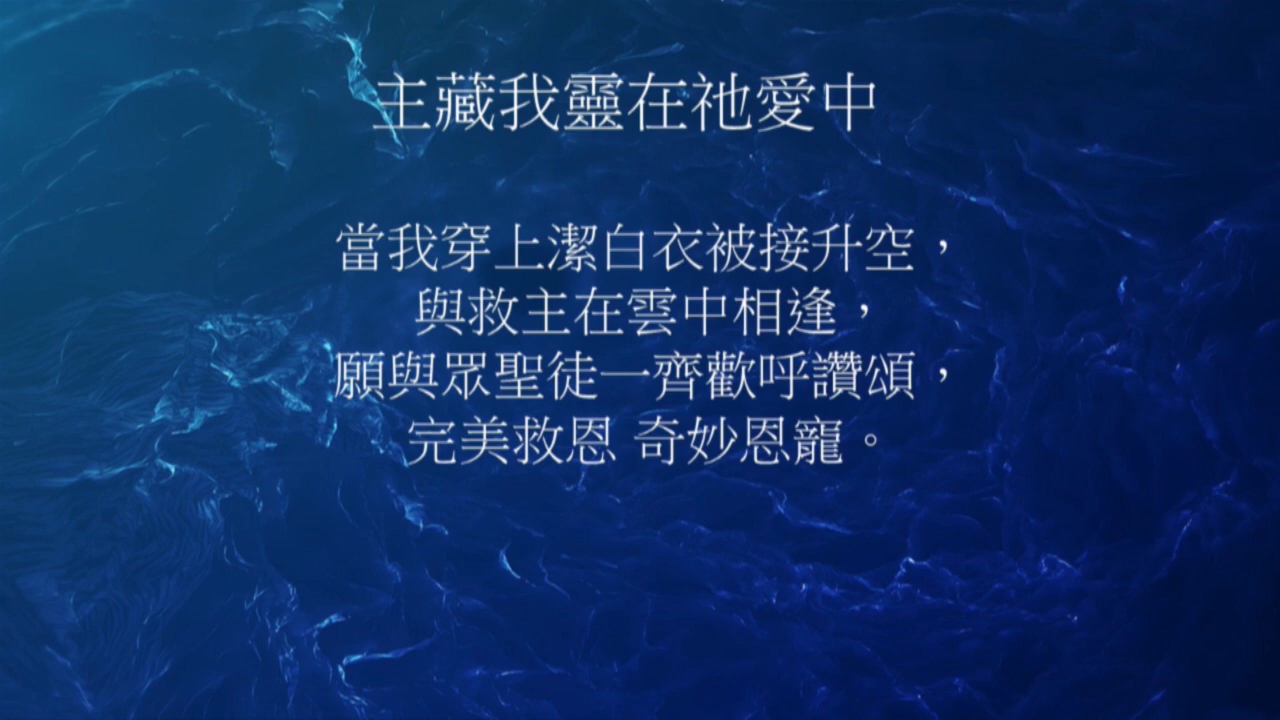 主藏我靈在祂愛中
當我穿上潔白衣被接升空，
與救主在雲中相逢，
願與眾聖徒一齊歡呼讚頌，
完美救恩 奇妙恩寵。